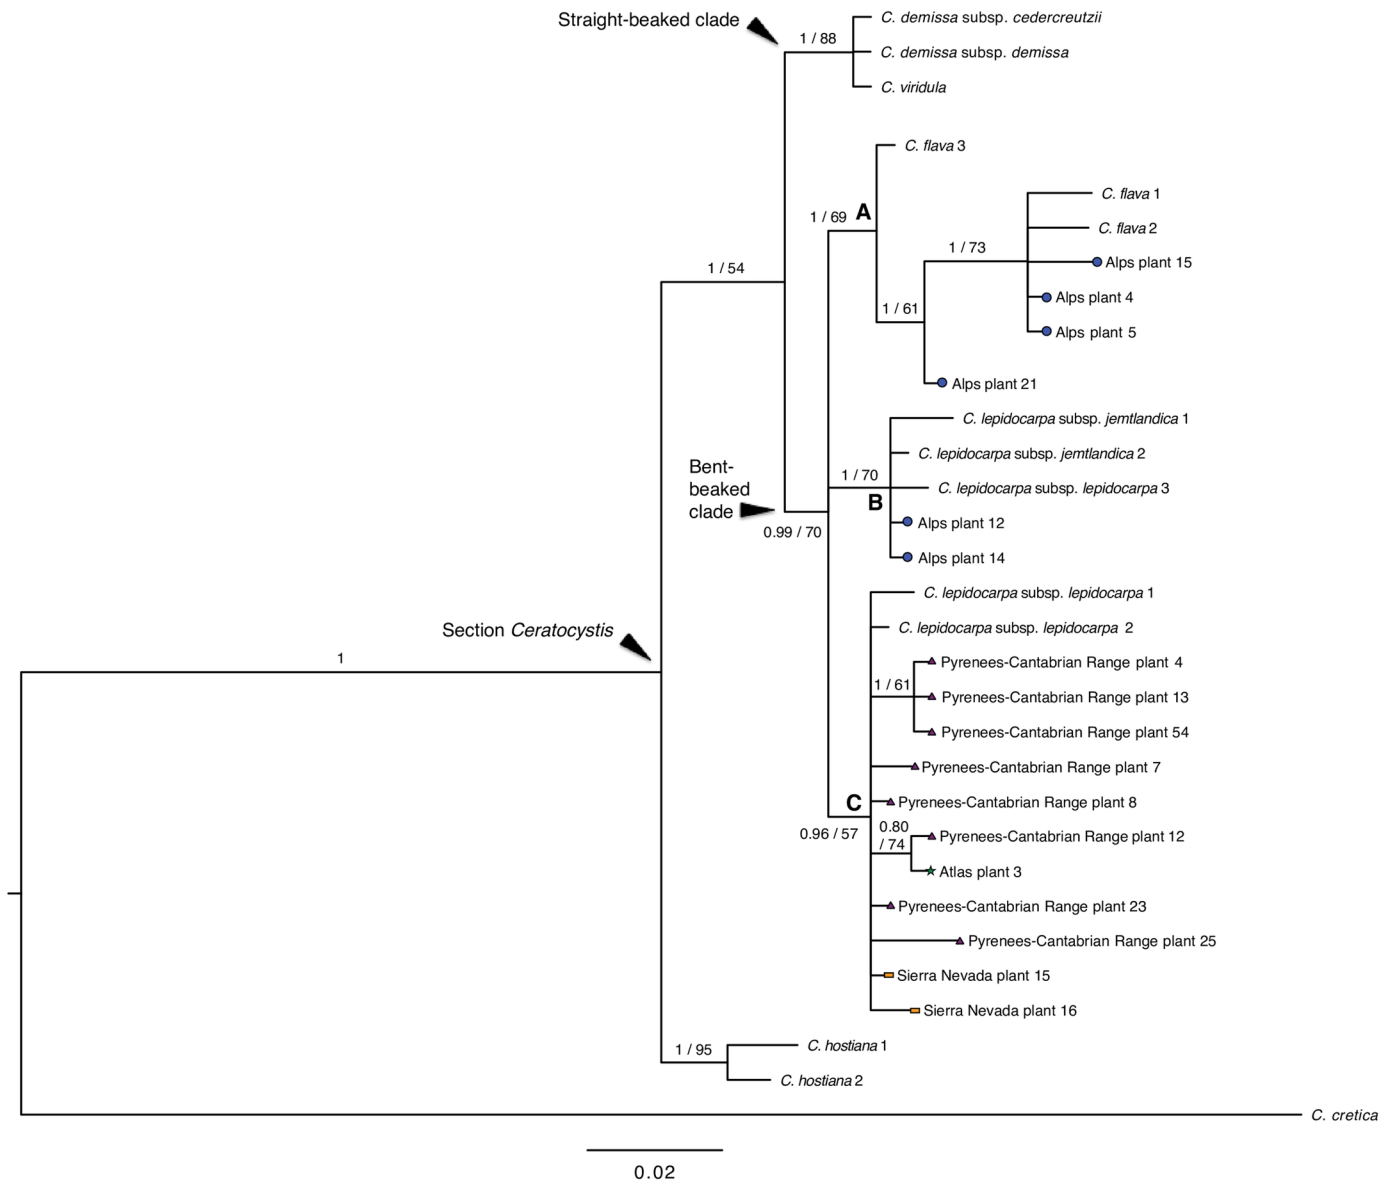 Straight-beaked clade
1 / 88
C. demissa subsp. cedercreutzii
C. demissa subsp. demissa
C. viridula
C. flava 3
1 / 69
A
C. flava 1
C. flava 2
1 / 73
Alps plant 15
1 / 54
Alps plant 4
1 / 61
Alps plant 5
Alps plant 21
C. lepidocarpa subsp. jemtlandica 1
C. lepidocarpa subsp. jemtlandica 2
Bent-
beaked
clade
1 / 70
B
C. lepidocarpa subsp. lepidocarpa 3
0.99 / 70
Alps plant 12
Alps plant 14
C. lepidocarpa subsp. lepidocarpa 1
C. lepidocarpa subsp. lepidocarpa 2
Section Ceratocystis
1
Pyrenees-Cantabrian Range plant 4
1 / 61
Pyrenees-Cantabrian Range plant 13
Pyrenees-Cantabrian Range plant 54
Pyrenees-Cantabrian Range plant 7
C
Pyrenees-Cantabrian Range plant 8
0.96 / 57
0.80
/ 74
Pyrenees-Cantabrian Range plant 12
Atlas plant 3
Pyrenees-Cantabrian Range plant 23
Pyrenees-Cantabrian Range plant 25
Sierra Nevada plant 15
Sierra Nevada plant 16
1 / 95
C. hostiana 1
C. hostiana 2
C. cretica
0.02